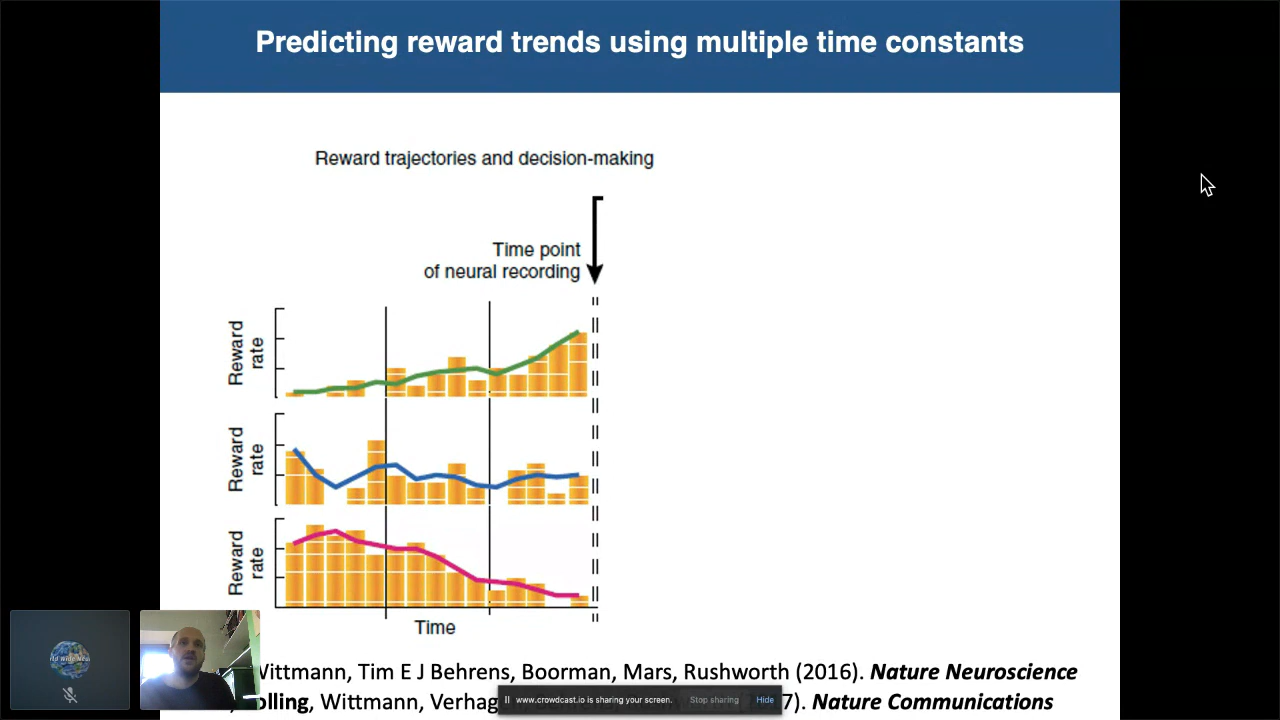 Predicting reward trends using multiple time constants
Reward trajectories and decision-making
Time point
of neural recording
Reward
rate
Reward
rate
Reward
rate
Time
Wittmann, Tim E J Behrens, Boorman, Mars, Rushworth (2016). Nature Neuroscience
olling, Wittmann, Verhag 7). Nature Communications
www.crowdcast.io is sharing your screen. Stop sharing Hide